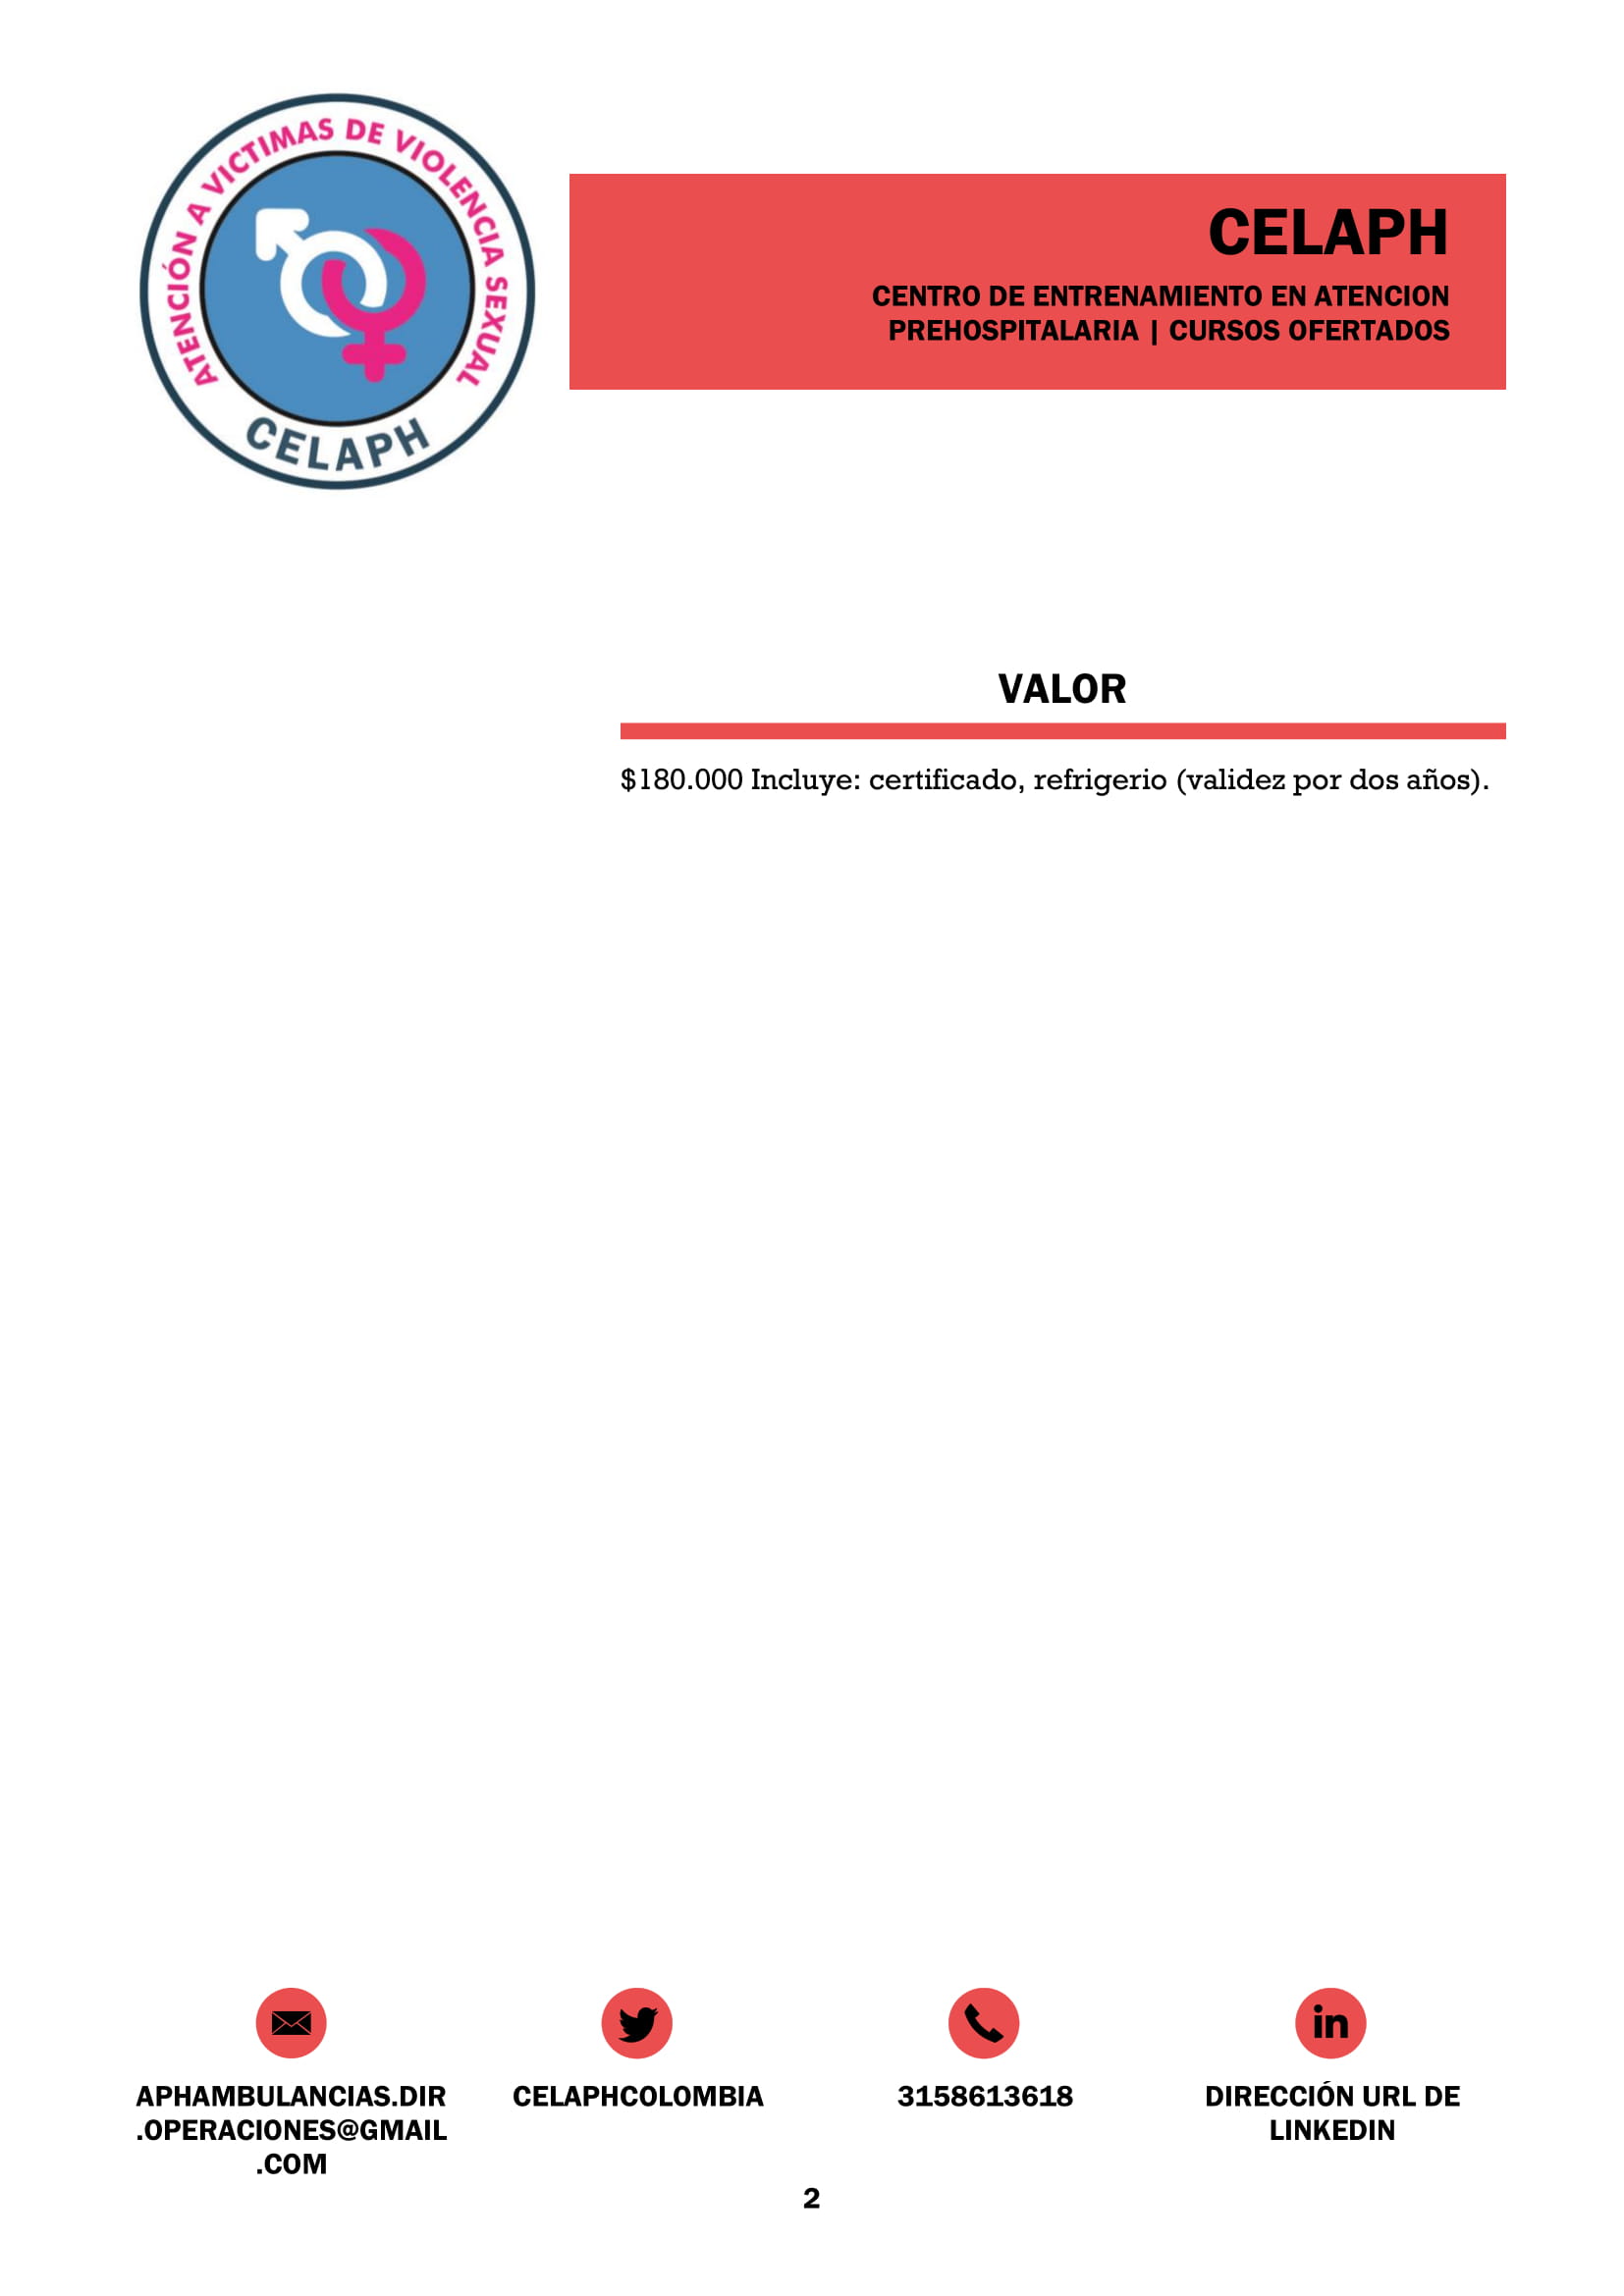 ATENCIÓN A VICTIMAS DE VIOLENCIA SEXUAL
CELAPH
CELAPH
CENTRO DE ENTRENAMIENTO EN ATENCION
PREHOSPITALARIA | CURSOS OFERTADOS
VALOR
$180.000 Incluye: certificado, refrigerio (validez por dos años).
in
APHAMBULANCIAS.DIR
.OPERACIONES@GMAIL
.COM
CELAPHCOLOMBIA
3158613618
DIRECCIÓN URL DE
LINKEDIN
2